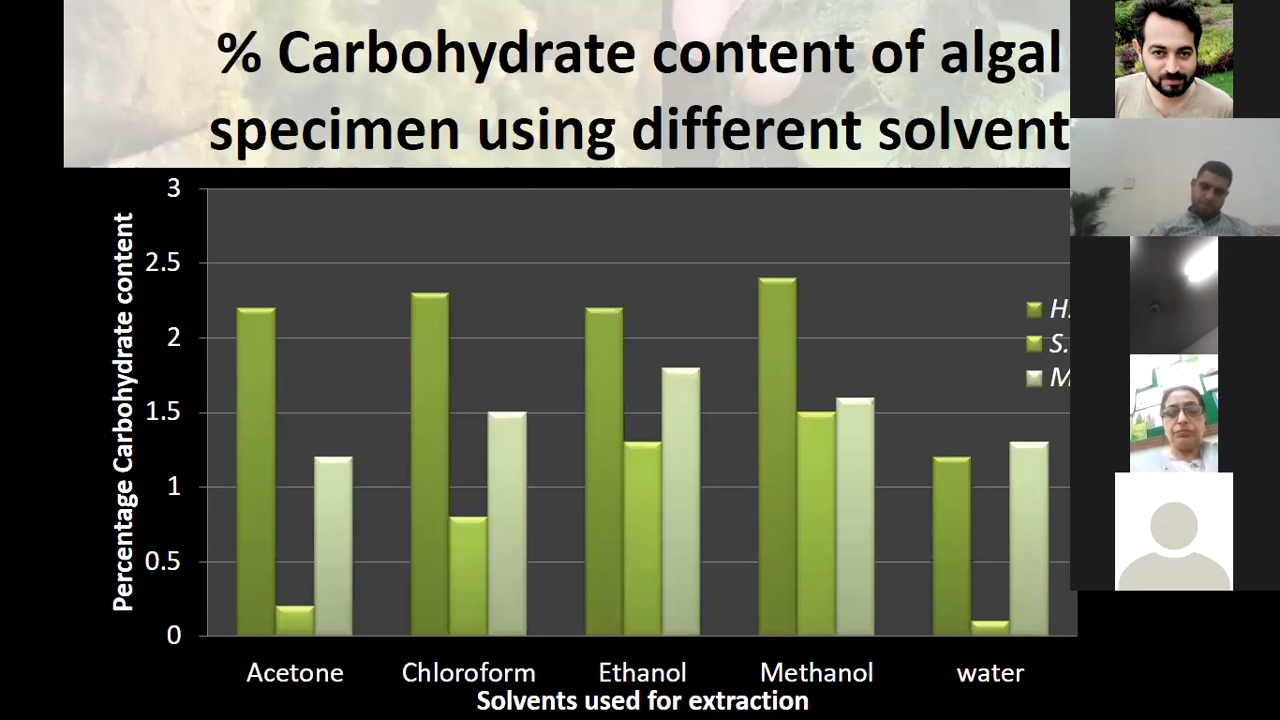 % Carbohydrate content of algal
specimen using different solvent
Percentage Carbohydrate content
3
2.5
2
1.5
1
0.5
0
H.
S.
M
Acetone Chloroform Ethanol Methanol water
Solvents used for extraction